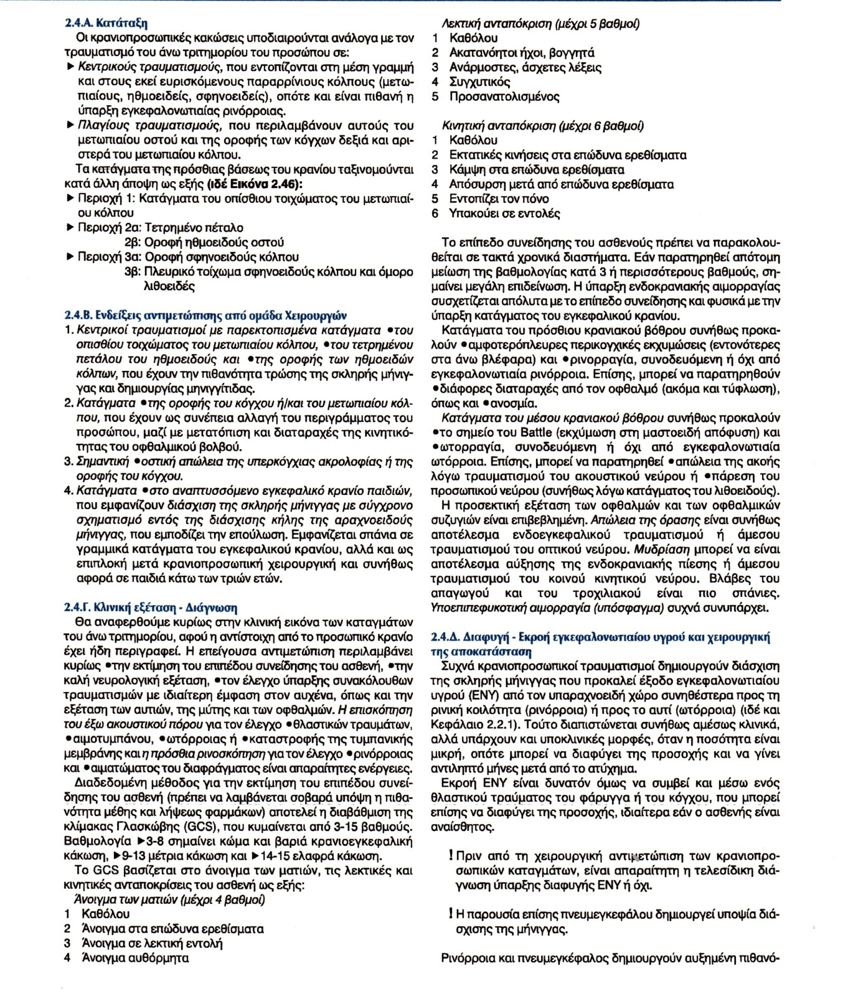 2.4.Α. Κατάταξη
Οι κρανιοπροσωπικές κακώσεις υποδιαιρούνται ανάλογα με τον
τραυματισμό του άνω τριτημορίου του προσώπου σε:
▶ Κεντρικούς τραυματισμούς, που εντοπίζονται στη μέση γραμμή
και στους εκεί ευρισκόμενους παραρρίνιους κόλπους (μετω-
πιαίους, ηθμοειδείς, σφηνοειδείς), οπότε και είναι πιθανή η
ύπαρξη εγκεφαλονωτιαίας ρινόρροιας.
▶ Πλαγίους τραυματισμούς, που περιλαμβάνουν αυτούς του
μετωπιαίου οστού και της οροφής των κόγχων δεξιά και αρι-
στερά του μετωπιαίου κόλπου.
Τα κατάγματα της πρόσθιας βάσεως του κρανίου ταξινομούνται
κατά άλλη άποψη ως εξής (ιδέ Εικόνα 2.46):
▶ Περιοχή 1: Κατάγματα του οπίσθιου τοιχώματος του μετωπιαί-
ου κόλπου
▶ Περιοχή 2α: Τετρημένο πέταλο
2β: Οροφή ηθμοειδούς οστού
▶ Περιοχή 3α: Οροφή σφηνοειδούς κόλπου
3β: Πλευρικό τοίχωμα σφηνοειδούς κόλπου και όμορο
λιθοειδές
2.4.Β. Ενδείξεις αντιμετώπισης από ομάδα Χειρουργών
1. Κεντρικοί τραυματισμοί με παρεκτοπισμένα κατάγματα •του
οπισθίου τοιχώματος του μετωπιαίου κόλπου, •του τετρημένου
πετάλου του ηθμοειδούς και •της οροφής των ηθμοειδών
κόλπων, που έχουν την πιθανότητα τρώσης της σκληρής μήνιγ-
γας και δημιουργίας μηνιγγίτιδας.
2. Κατάγματα •της οροφής του κόγχου ή/και του μετωπιαίου κόλ-
που, που έχουν ως συνέπεια αλλαγή του περιγράμματος του
προσώπου, μαζί με μετατόπιση και διαταραχές της κινητικό-
τητας του οφθαλμικού βολβού.
3. Σημαντική •οστική απώλεια της υπερκόγχιας ακρολοφίας ή της
οροφής του κόγχου.
4. Κατάγματα •στο αναπτυσσόμενο εγκεφαλικό κρανίο παιδιών,
που εμφανίζουν διάσχιση της σκληρής μήνιγγας με σύγχρονο
σχηματισμό εντός της διάσχισης κήλης της αραχνοειδούς
μήνιγγας, που εμποδίζει την επούλωση. Εμφανίζεται σπάνια σε
γραμμικά κατάγματα του εγκεφαλικού κρανίου, αλλά και ως
επιπλοκή μετά κρανιοπροσωπική χειρουργική και συνήθως
αφορά σε παιδιά κάτω των τριών ετών.
2.4.Γ. Κλινική εξέταση - Διάγνωση
Θα αναφερθούμε κυρίως στην κλινική εικόνα των καταγμάτων
του άνω τριτημορίου, αφού η αντίστοιχη από το προσωπικό κρανίο
έχει ήδη περιγραφεί. Η επείγουσα αντιμετώπιση περιλαμβάνει
κυρίως •την εκτίμηση του επιπέδου συνείδησης του ασθενή, •την
καλή νευρολογική εξέταση, •τον έλεγχο ύπαρξης συνακόλουθων
τραυματισμών με ιδιαίτερη έμφαση στον αυχένα, όπως και την
εξέταση των αυτιών, της μύτης και των οφθαλμών. Η επισκόπηση
του έξω ακουστικού πόρου για τον έλεγχο •θλαστικών τραυμάτων,
•αιμοτυμπάνου, •ωτόρροιας ή •καταστροφής της τυμπανικής
μεμβράνης και η πρόσθια ρινοσκόπηση για τον έλεγχο •ρινόρροιας
και •αιματώματος του διαφράγματος είναι απαραίτητες ενέργειες.
Διαδεδομένη μέθοδος για την εκτίμηση του επιπέδου συνεί-
δησης του ασθενή (πρέπει να λαμβάνεται σοβαρά υπόψη η πιθα-
νότητα μέθης και λήψεως φαρμάκων) αποτελεί η διαβάθμιση της
κλίμακας Γλασκώβης (GCS), που κυμαίνεται από 3-15 βαθμούς.
Βαθμολογία ▶3-8 σημαίνει κώμα και βαριά κρανιοεγκεφαλική
κάκωση, ▶9-13 μέτρια κάκωση και ▶14-15 ελαφρά κάκωση.
Το GCS βασίζεται στο άνοιγμα των ματιών, τις λεκτικές και
κινητικές ανταποκρίσεις του ασθενή ως εξής:
Άνοιγμα των ματιών (μέχρι 4 βαθμοί)
1 Καθόλου
2 Άνοιγμα στα επώδυνα ερεθίσματα
3 Άνοιγμα σε λεκτική εντολή
4 Άνοιγμα αυθόρμητα
Λεκτική ανταπόκριση (μέχρι 5 βαθμοί)
1 Καθόλου
2 Ακατανόητοι ήχοι, βογγητά
3 Ανάρμοστες, άσχετες λέξεις
4 Συγχυτικός
5 Προσανατολισμένος
Κινητική ανταπόκριση (μέχρι 6 βαθμοί)
1 Καθόλου
2 Εκτατικές κινήσεις στα επώδυνα ερεθίσματα
3 Κάμψη στα επώδυνα ερεθίσματα
4 Απόσυρση μετά από επώδυνα ερεθίσματα
5 Εντοπίζει τον πόνο
6 Υπακούει σε εντολές
Το επίπεδο συνείδησης του ασθενούς πρέπει να παρακολου-
θείται σε τακτά χρονικά διαστήματα. Εάν παρατηρηθεί απότομη
μείωση της βαθμολογίας κατά 3 ή περισσότερους βαθμούς, ση-
μαίνει μεγάλη επιδείνωση. Η ύπαρξη ενδοκρανιακής αιμορραγίας
συσχετίζεται απόλυτα με το επίπεδο συνείδησης και φυσικά με την
ύπαρξη κατάγματος του εγκεφαλικού κρανίου.
Κατάγματα του πρόσθιου κρανιακού βόθρου συνήθως προκα-
λούν •αμφοτερόπλευρες περικογχικές εκχυμώσεις (εντονότερες
στα άνω βλέφαρα) και •ρινορραγία, συνοδευόμενη ή όχι από
εγκεφαλονωτιαία ρινόρροια. Επίσης, μπορεί να παρατηρηθούν
•διάφορες διαταραχές από τον οφθαλμό (ακόμα και τύφλωση),
όπως και •ανοσμία.
Κατάγματα του μέσου κρανιακού βόθρου συνήθως προκαλούν
•το σημείο του Battle (εκχύμωση στη μαστοειδή απόφυση) και
•ωτορραγία, συνοδευόμενη ή όχι από εγκεφαλονωτιαία
ωτόρροια. Επίσης, μπορεί να παρατηρηθεί •απώλεια της ακοής
λόγω τραυματισμού του ακουστικού νεύρου ή •πάρεση του
προσωπικού νεύρου (συνήθως λόγω κατάγματος του λιθοειδούς).
Η προσεκτική εξέταση των οφθαλμών και των οφθαλμικών
συζυγιών είναι επιβεβλημένη. Απώλεια της όρασης είναι συνήθως
αποτέλεσμα ενδοεγκεφαλικού τραυματισμού ή άμεσου
τραυματισμού του οπτικού νεύρου. Μυδρίαση μπορεί να είναι
αποτέλεσμα αύξησης της ενδοκρανιακής πίεσης ή άμεσου
τραυματισμού του κοινού κινητικού νεύρου. Βλάβες του
απαγωγού και του τροχιλιακού είναι πιο σπάνιες.
Υποεπιπεφυκοτική αιμορραγία (υπόσφαγμα) συχνά συνυπάρχει.
2.4.Δ. Διαφυγή - Εκροή εγκεφαλονωτιαίου υγρού και χειρουργική
της αποκατάσταση
Συχνά κρανιοπροσωπικοί τραυματισμοί δημιουργούν διάσχιση
της σκληρής μήνιγγας που προκαλεί έξοδο εγκεφαλονωτιαίου
υγρού (ΕΝΥ) από τον υπαραχνοειδή χώρο συνηθέστερα προς τη
ρινική κοιλότητα (ρινόρροια) ή προς το αυτί (ωτόρροια) (ιδέ και
Κεφάλαιο 2.2.1). Τούτο διαπιστώνεται συνήθως αμέσως κλινικά,
αλλά υπάρχουν και υποκλινικές μορφές, όταν η ποσότητα είναι
μικρή, οπότε μπορεί να διαφύγει της προσοχής και να γίνει
αντιληπτό μήνες μετά από το ατύχημα.
Εκροή ΕΝΥ είναι δυνατόν όμως να συμβεί και μέσω ενός
θλαστικού τραύματος του φάρυγγα ή του κόγχου, που μπορεί
επίσης να διαφύγει της προσοχής, ιδιαίτερα εάν ο ασθενής είναι
αναίσθητος.
! Πριν από τη χειρουργική αντιμετώπιση των κρανιοπρο-
σωπικών καταγμάτων, είναι απαραίτητη η τελεσίδικη διά-
γνωση ύπαρξης διαφυγής ΕΝΥ ή όχι.
! Η παρουσία επίσης πνευμεγκεφάλου δημιουργεί υποψία διά-
σχισης της μήνιγγας.
Ρινόρροια και πνευμεγκέφαλος δημιουργούν αυξημένη πιθανό-